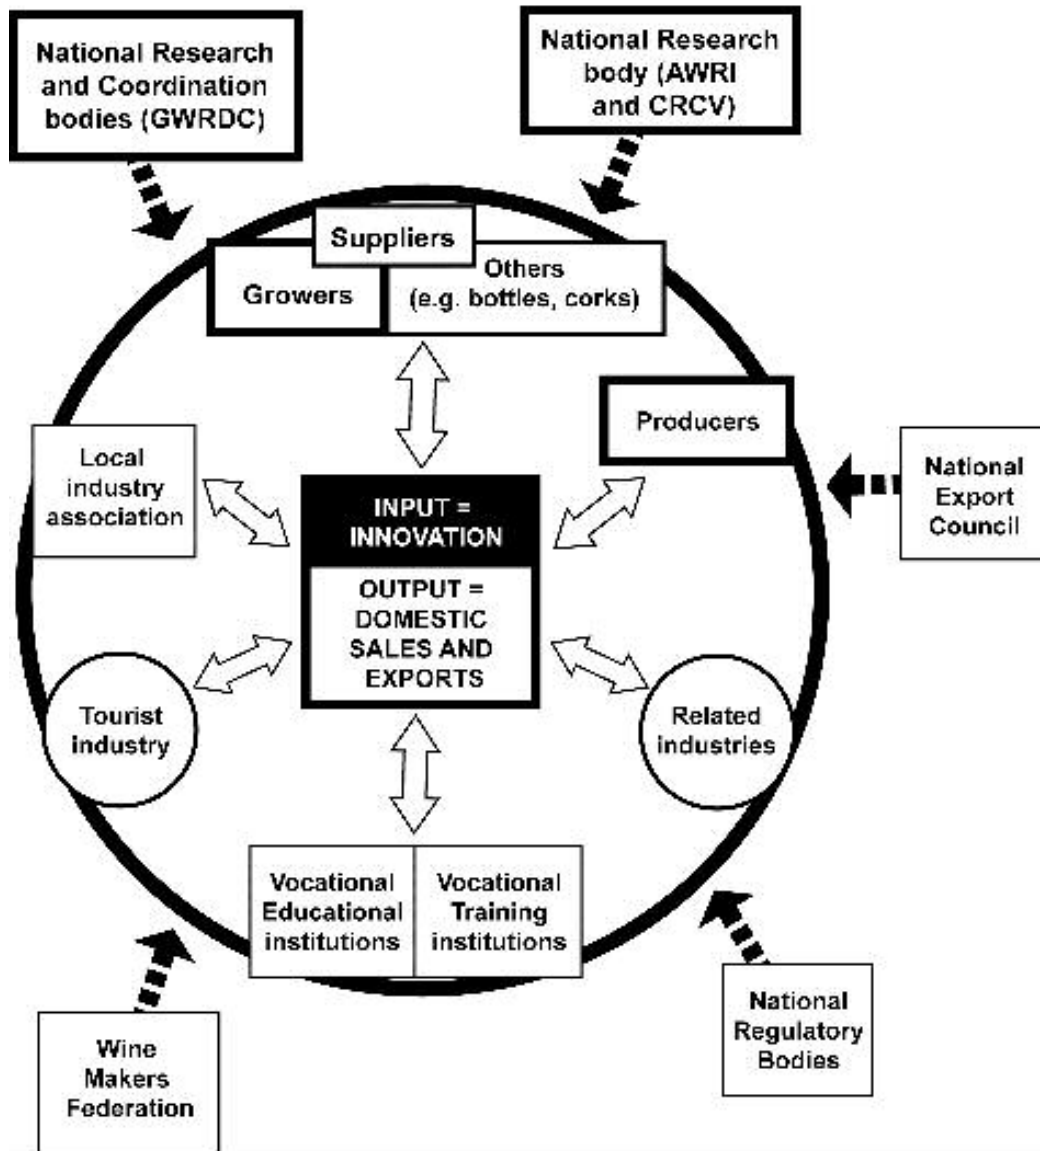 National Research
and Coordination
bodies (GWRDC)
National Research
body (AWRI
and CRCV)
Suppliers
Growers
Others
(e.g. bottles, corks)
Producers
Local
industry
association
National
Export
Council
INPUT =
INNOVATION
OUTPUT =
DOMESTIC
SALES AND
EXPORTS
Tourist
industry
Related
industries
Vocational
Educational
institutions
Vocational
Training
institutions
Wine
Makers
Federation
National
Regulatory
Bodies